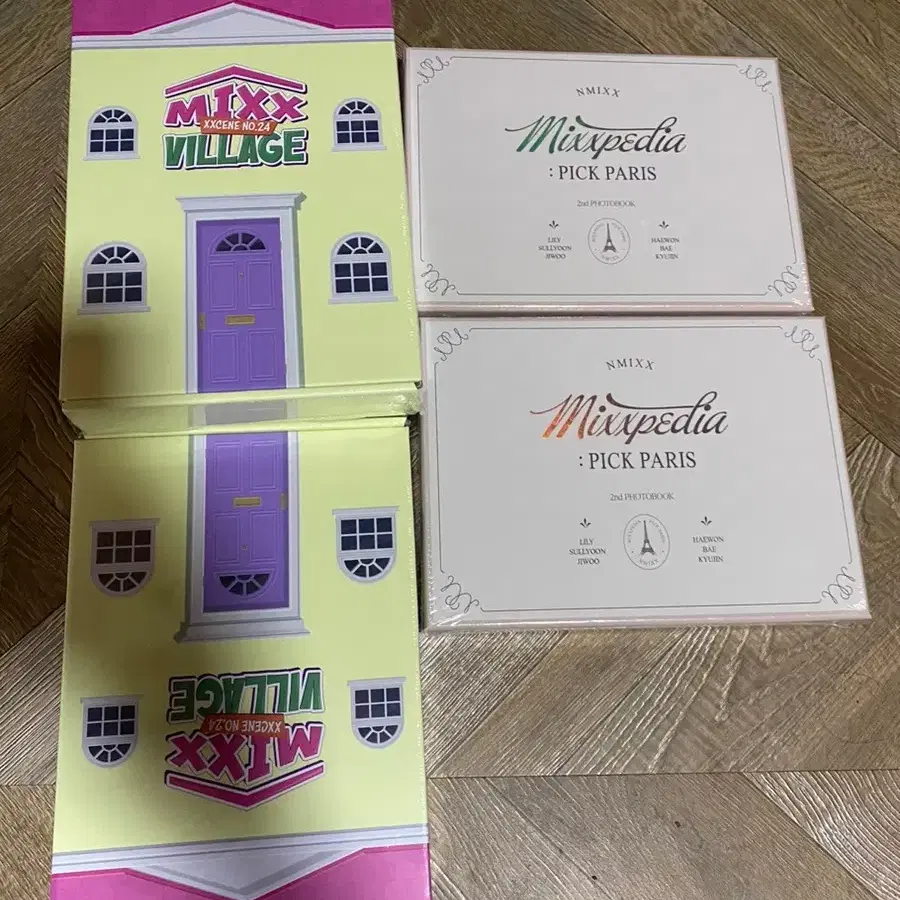 MIXX
XXCENE NO.24
VILLAGE
NMIXX
Mixxpedia
: PICK PARIS
2nd PHOTOBOOK
LILY
SULLYOON
JIWOO
HAEWON
BAE
KYUJIN
NMIXX
Mixxpedia
: PICK PARIS
2nd PHOTOBOOK
LILY
SULLYOON
JIWOO
HAEWON
BAE
KYUJIN
MIXX
XXCENE NO.24
VILLAGE